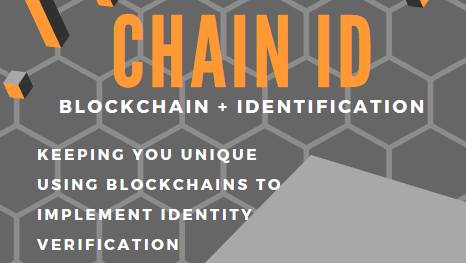 CHAIN ID
BLOCKCHAIN + IDENTIFICATION
KEEPING YOU UNIQUE
USING BLOCKCHAINS TO
IMPLEMENT IDENTITY
VERIFICATION